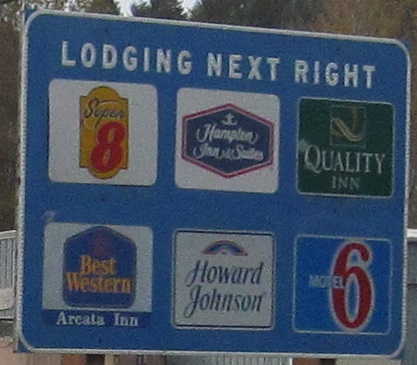 LODGING NEXT RIGHT
Super
8
Hampton
Inn & Suites
QUALITY
INN
Best
Western
Arcata Inn
Howard
Johnson
MOTEL 6